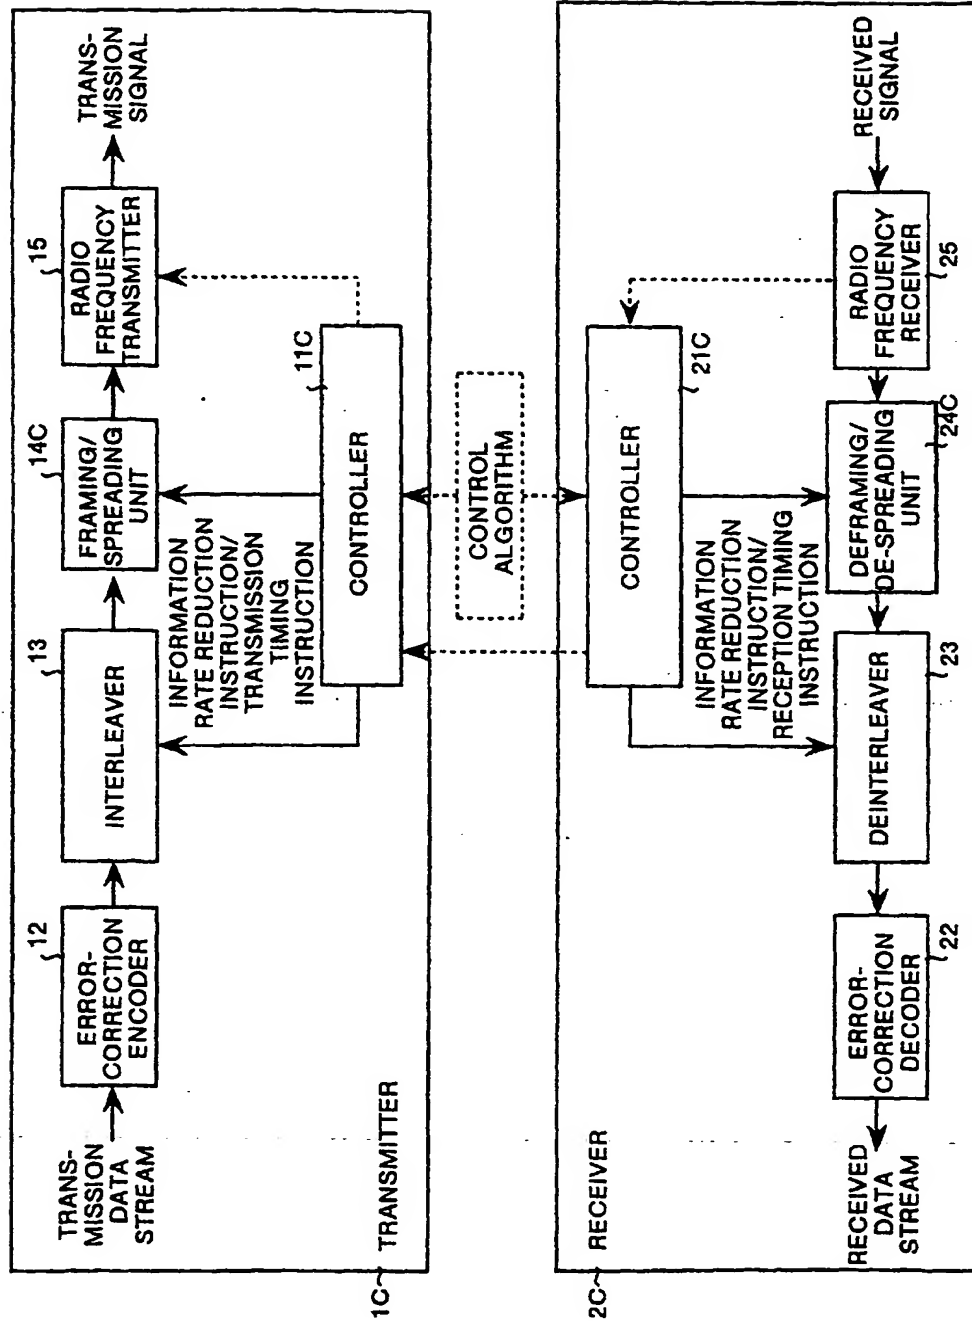 1C
TRANSMITTER
TRANS-
MISSION
DATA
STREAM
12
ERROR-
CORRECTION
ENCODER
13
INTERLEAVER
14C
FRAMING/
SPREADING
UNIT
15
RADIO
FREQUENCY
TRANSMITTER
TRANS-
MISSION
SIGNAL
INFORMATION
RATE REDUCTION
INSTRUCTION/
TRANSMISSION
TIMING
INSTRUCTION
11C
CONTROLLER
CONTROL
ALGORITHM
2C
RECEIVER
21C
CONTROLLER
INFORMATION
RATE REDUCTION
INSTRUCTION/
RECEPTION TIMING
INSTRUCTION
RECEIVED
DATA
STREAM
ERROR-
CORRECTION
DECODER
22
DEINTERLEAVER
23
DEFRAMING/
DE-SPREADING
UNIT
24C
RADIO
FREQUENCY
RECEIVER
25
RECEIVED
SIGNAL